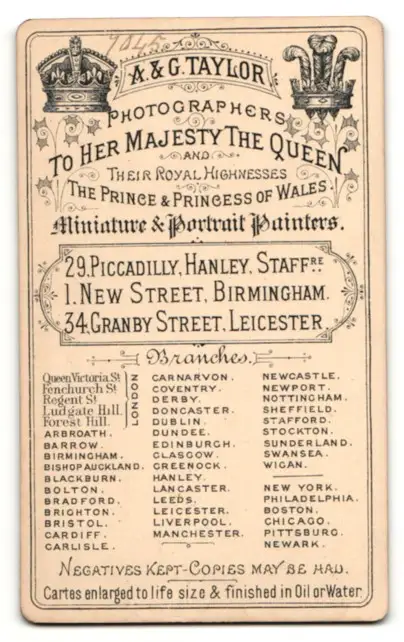 7045
A. & G. TAYLOR
PHOTOGRAPHERS
TO HER MAJESTY THE QUEEN
AND
THEIR ROYAL HIGHNESSES
THE PRINCE & PRINCESS OF WALES.
Miniature & Portrait Painters.
29. PICCADILLY, HANLEY, STAFF.RE
1. NEW STREET, BIRMINGHAM.
34, GRANBY STREET, LEICESTER
Branches.
Queen Victoria St.
Fenchurch St.
Regent St.
Ludgate Hill.
Forest Hill.
LONDON
ARBROATH.
BARROW.
BIRMINGHAM.
BISHOP AUCKLAND.
BLACKBURN.
BOLTON.
BRADFORD.
BRIGHTON.
BRISTOL.
CARDIFF.
CARLISLE.
CARNARVON.
COVENTRY.
DERBY.
DONCASTER.
DUBLIN.
DUNDEE.
EDINBURGH.
GLASGOW.
GREENOCK.
HANLEY.
LANCASTER.
LEEDS.
LEICESTER.
LIVERPOOL.
MANCHESTER.
NEWCASTLE.
NEWPORT.
NOTTINGHAM.
SHEFFIELD.
STAFFORD.
STOCKTON.
SUNDERLAND.
SWANSEA.
WIGAN.
NEW YORK.
PHILADELPHIA.
BOSTON.
CHICAGO.
PITTSBURG.
NEWARK.
NEGATIVES KEPT-COPIES MAY BE HAD.
Cartes enlarged to life size & finished in Oil or Water